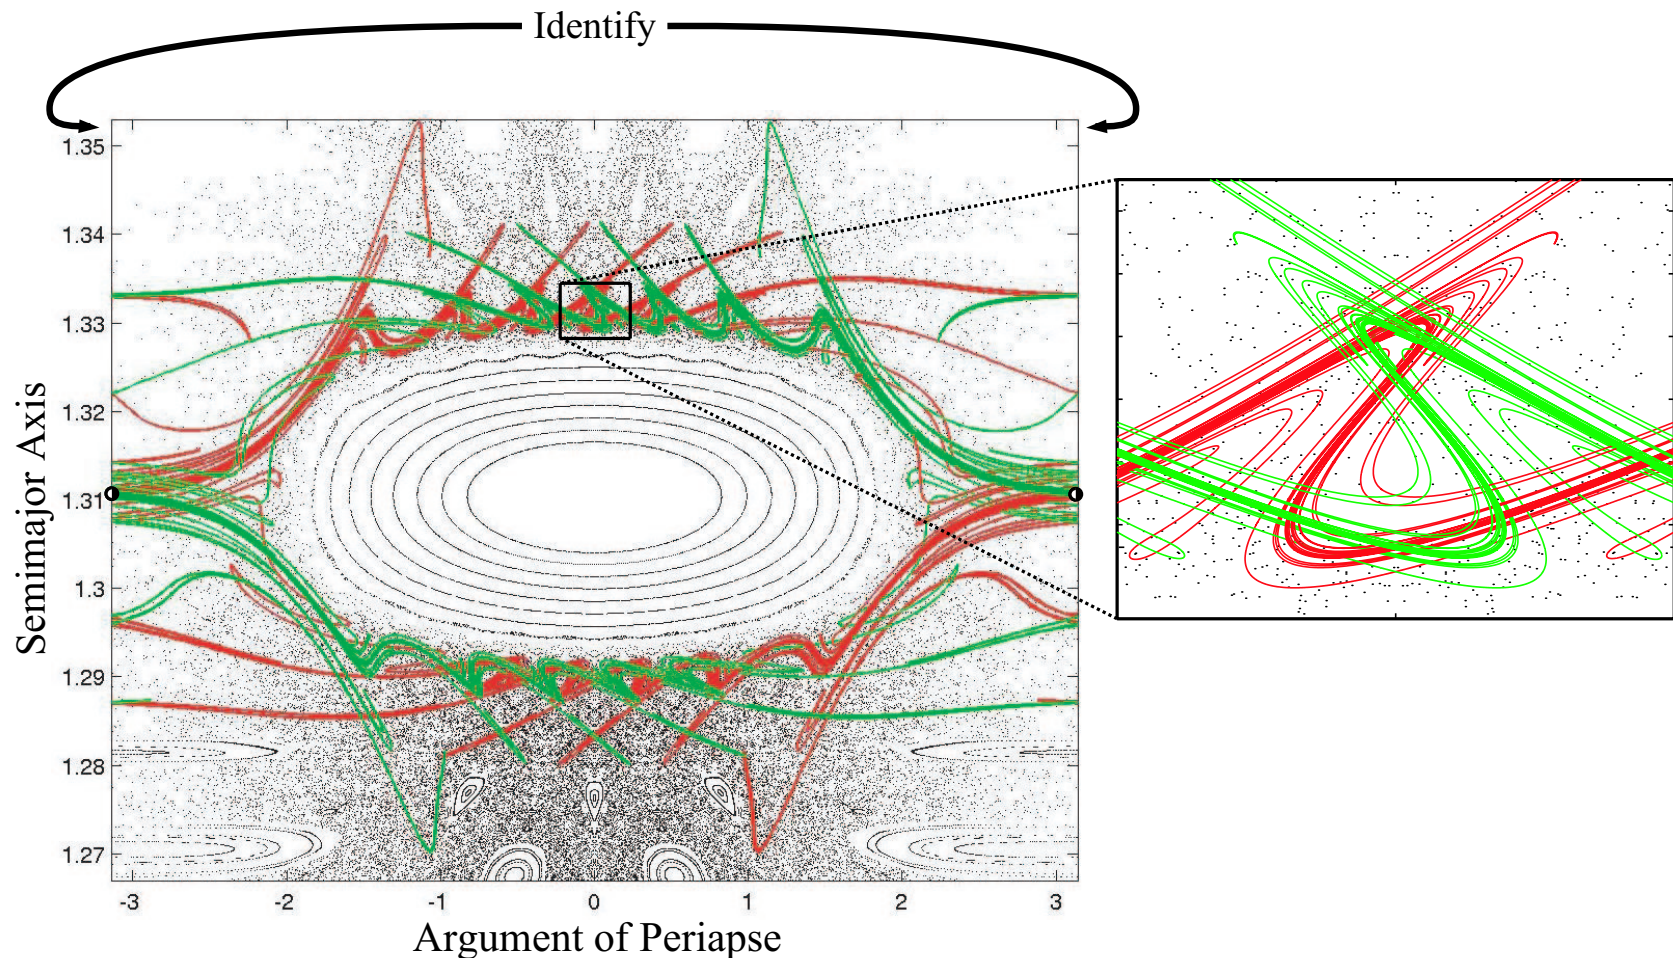 Identify
1.35
1.34
1.33
1.32
1.31
1.3
1.29
1.28
1.27
Semimajor Axis
-3 -2 -1 0 1 2 3
Argument of Periapse